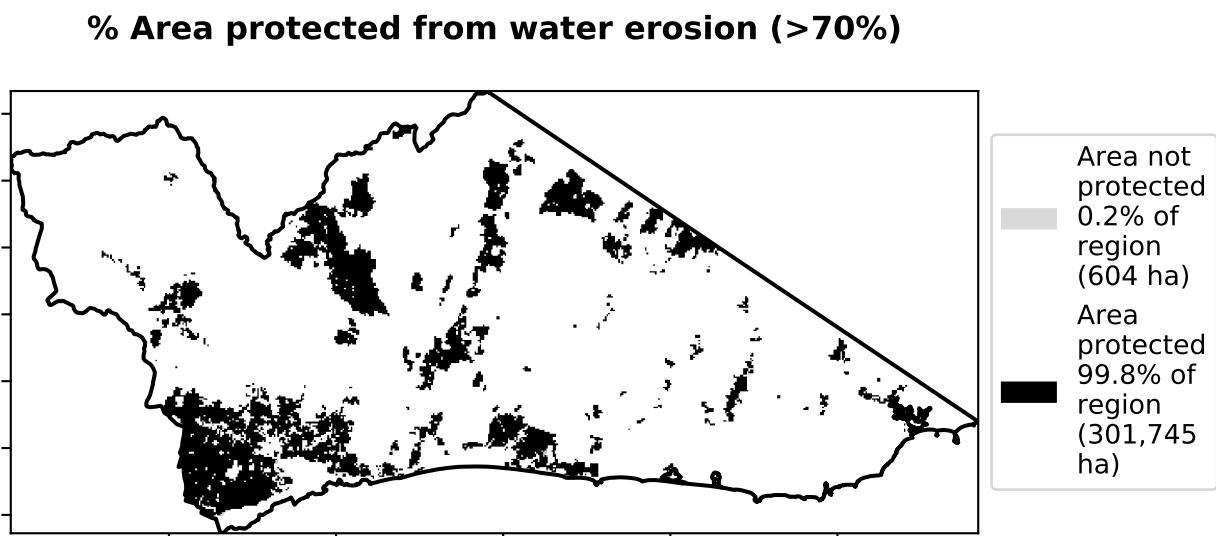 % Area protected from water erosion (>70%)
Area not
protected
0.2% of
region
(604 ha)
Area
protected
99.8% of
region
(301,745
ha)